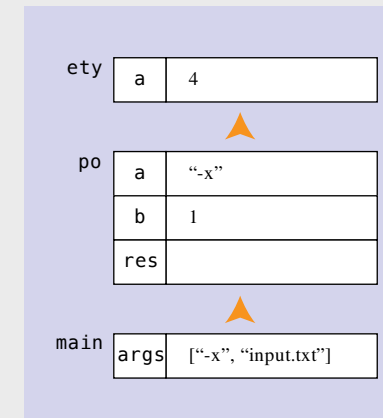 ety a 4
po a “-x”
b 1
res
main args [“-x”, “input.txt”]